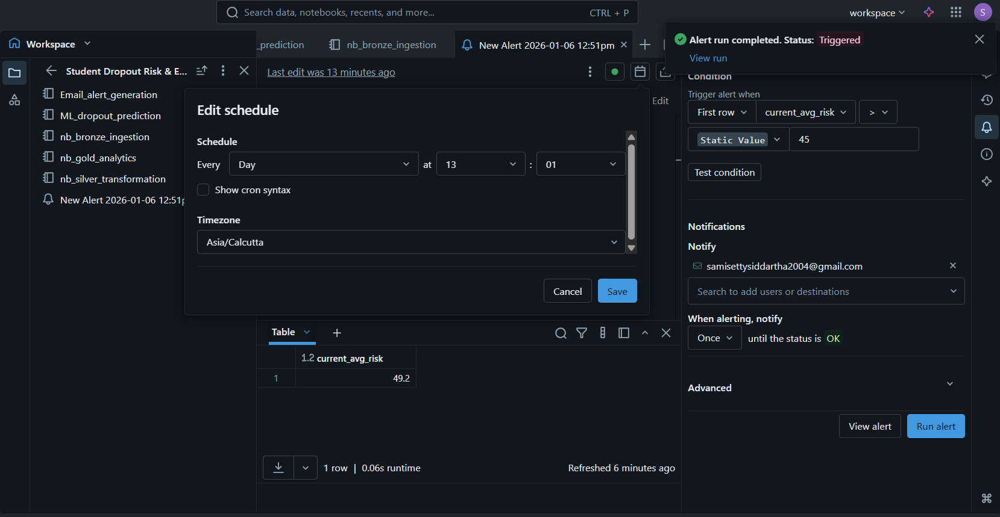 Search data, notebooks, recents, and more...
CTRL + P
workspace
S
Workspace
_prediction
nb_bronze_ingestion
New Alert 2026-01-06 12:51pm
Alert run completed. Status: Triggered
View run
Student Dropout Risk & E...
Email_alert_generation
ML_dropout_prediction
nb_bronze_ingestion
nb_gold_analytics
nb_silver_transformation
New Alert 2026-01-06 12:51p
Last edit was 13 minutes ago
Edit
Edit schedule
Schedule
Every Day at 13 : 01
Show cron syntax
Timezone
Asia/Calcutta
Cancel
Save
Table
1.2 current_avg_risk
1 49.2
1 row | 0.06s runtime
Refreshed 6 minutes ago
Condition
Trigger alert when
First row current_avg_risk >
Static Value 45
Test condition
Notifications
Notify
samisettysiddartha2004@gmail.com
Search to add users or destinations
When alerting, notify
Once until the status is OK
Advanced
View alert
Run alert